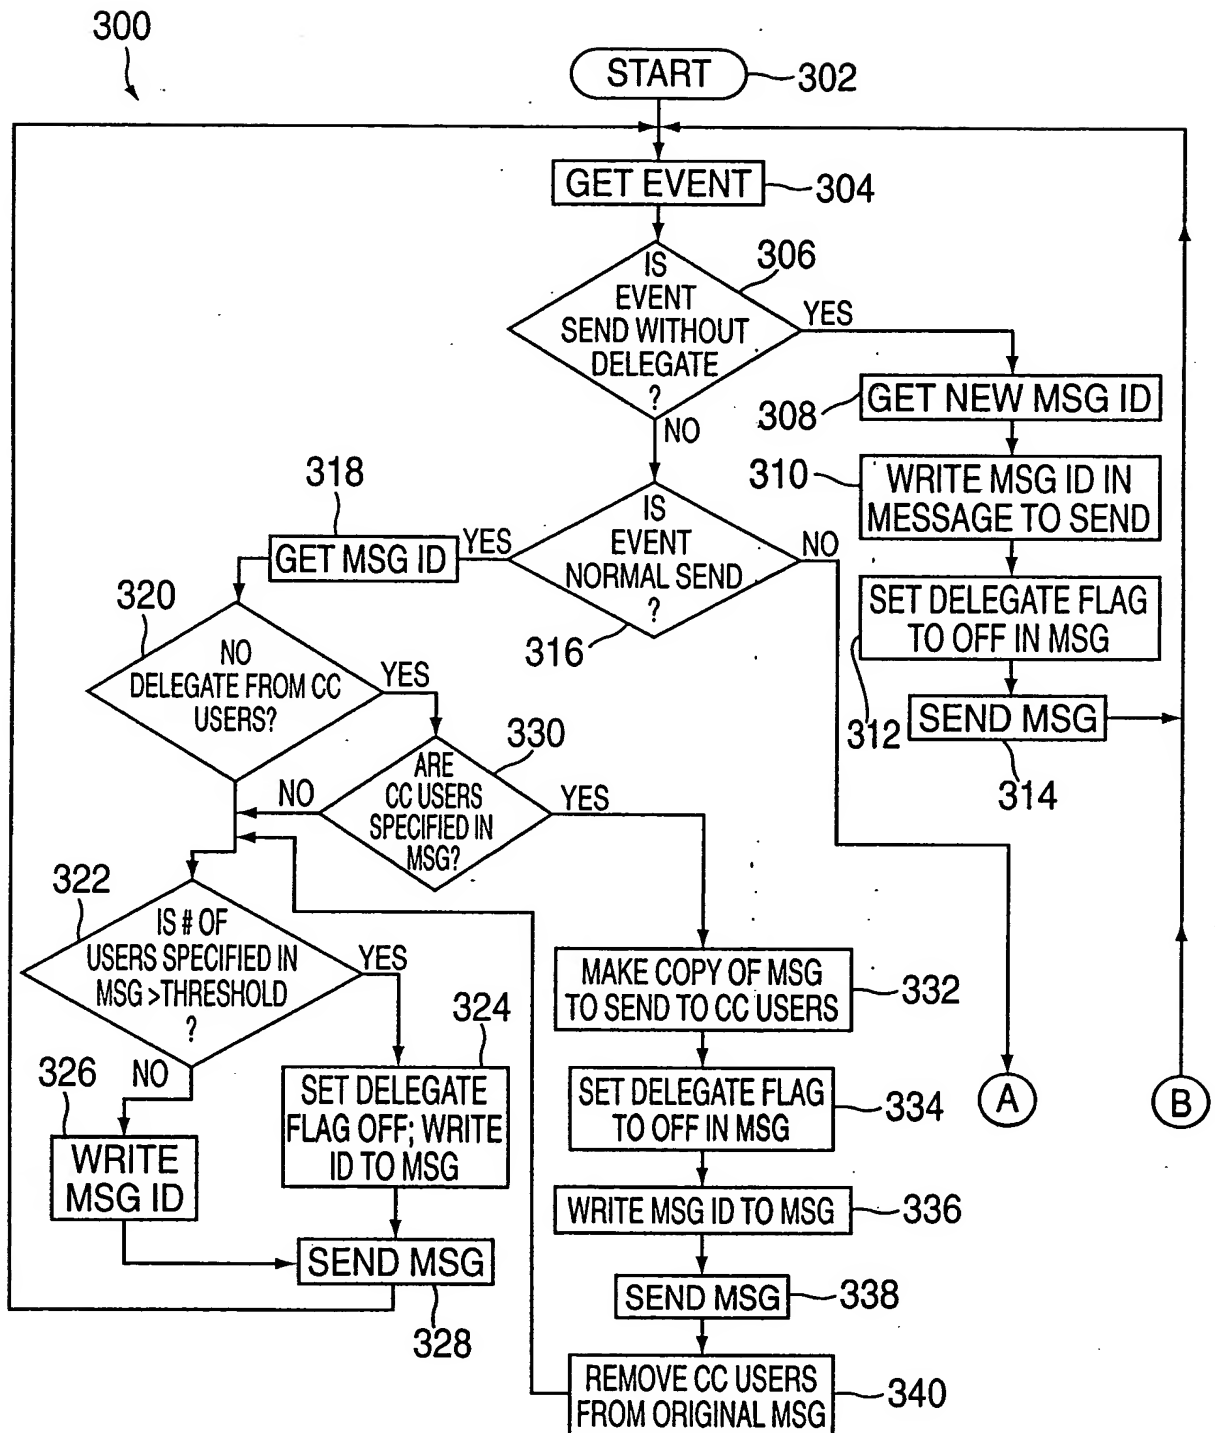 300
START
302
GET EVENT
304
IS
EVENT
SEND WITHOUT
DELEGATE
?
306
YES
NO
GET NEW MSG ID
308
310
WRITE MSG ID IN
MESSAGE TO SEND
SET DELEGATE FLAG
TO OFF IN MSG
312
SEND MSG
314
IS
EVENT
NORMAL SEND
?
316
YES
NO
318
GET MSG ID
320
NO
DELEGATE FROM CC
USERS?
YES
330
ARE
CC USERS
SPECIFIED IN
MSG?
NO
YES
322
IS # OF
USERS SPECIFIED IN
MSG >THRESHOLD
?
YES
NO
324
SET DELEGATE
FLAG OFF; WRITE
ID TO MSG
326
WRITE
MSG ID
SEND MSG
328
MAKE COPY OF MSG
TO SEND TO CC USERS
332
SET DELEGATE FLAG
TO OFF IN MSG
334
WRITE MSG ID TO MSG
336
SEND MSG
338
REMOVE CC USERS
FROM ORIGINAL MSG
340
A
B